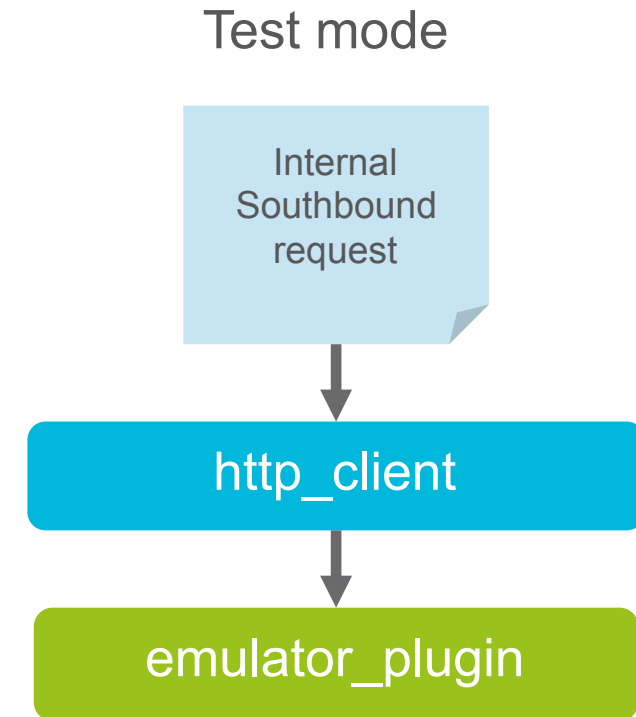 Test mode
Internal
Southbound
request
http_client
emulator_plugin